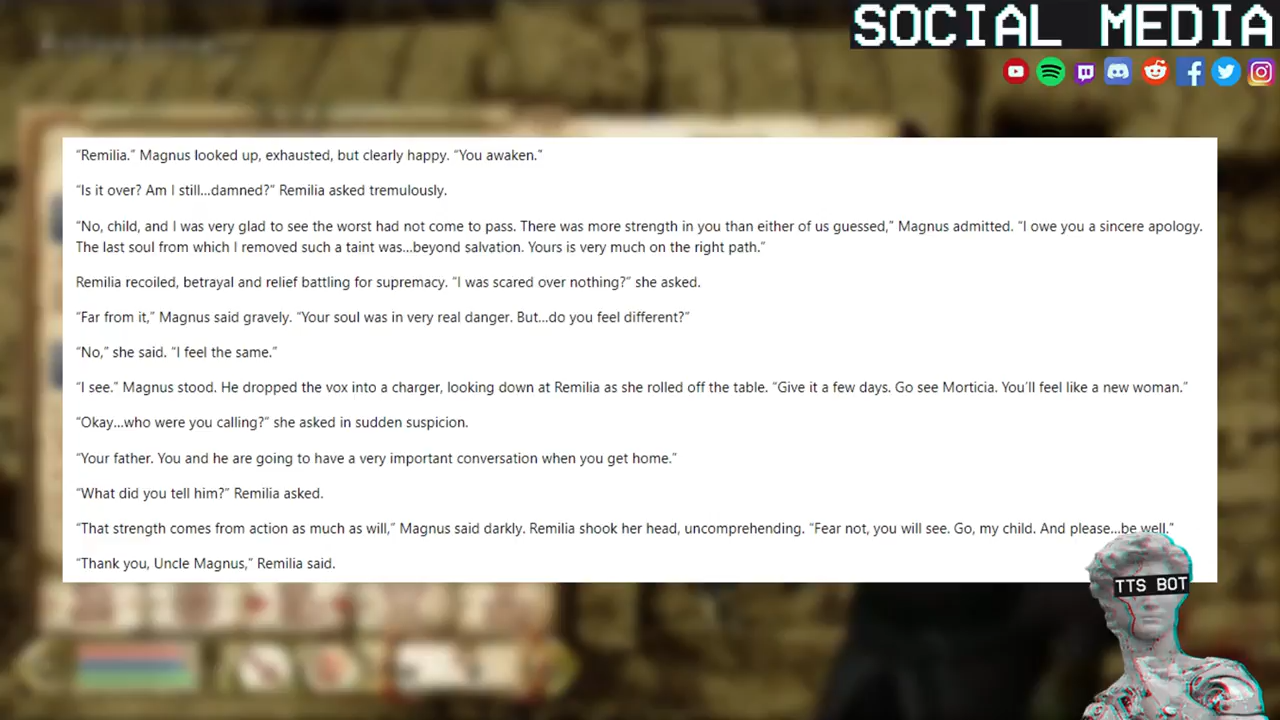 SOCIAL MEDIA
“Remilia.” Magnus looked up, exhausted, but clearly happy. “You awaken.”
“Is it over? Am I still…damned?” Remilia asked tremulously.
“No, child, and I was very glad to see the worst had not come to pass. There was more strength in you than either of us guessed,” Magnus admitted. “I owe you a sincere apology.
The last soul from which I removed such a taint was…beyond salvation. Yours is very much on the right path.”
Remilia recoiled, betrayal and relief battling for supremacy. “I was scared over nothing?” she asked.
“Far from it,” Magnus said gravely. “Your soul was in very real danger. But…do you feel different?”
“No,” she said. “I feel the same.”
“I see.” Magnus stood. He dropped the vox into a charger, looking down at Remilia as she rolled off the table. “Give it a few days. Go see Morticia. You’ll feel like a new woman.”
“Okay…who were you calling?” she asked in sudden suspicion.
“Your father. You and he are going to have a very important conversation when you get home.”
“What did you tell him?” Remilia asked.
“That strength comes from action as much as will,” Magnus said darkly. Remilia shook her head, uncomprehending. “Fear not, you will see. Go, my child. And please…be well.”
“Thank you, Uncle Magnus,” Remilia said.
TTS BOT